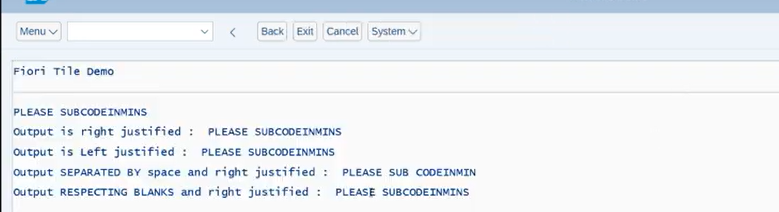 Menu Back Exit Cancel System
Fiori Tile Demo
PLEASE SUBCODEINMINS
Output is right justified :  PLEASE SUBCODEINMINS
Output is Left justified :  PLEASE SUBCODEINMINS
Output SEPARATED BY space and right justified :  PLEASE SUB CODEINMIN
Output RESPECTING BLANKS and right justified :  PLEASE SUBCODEINMINS